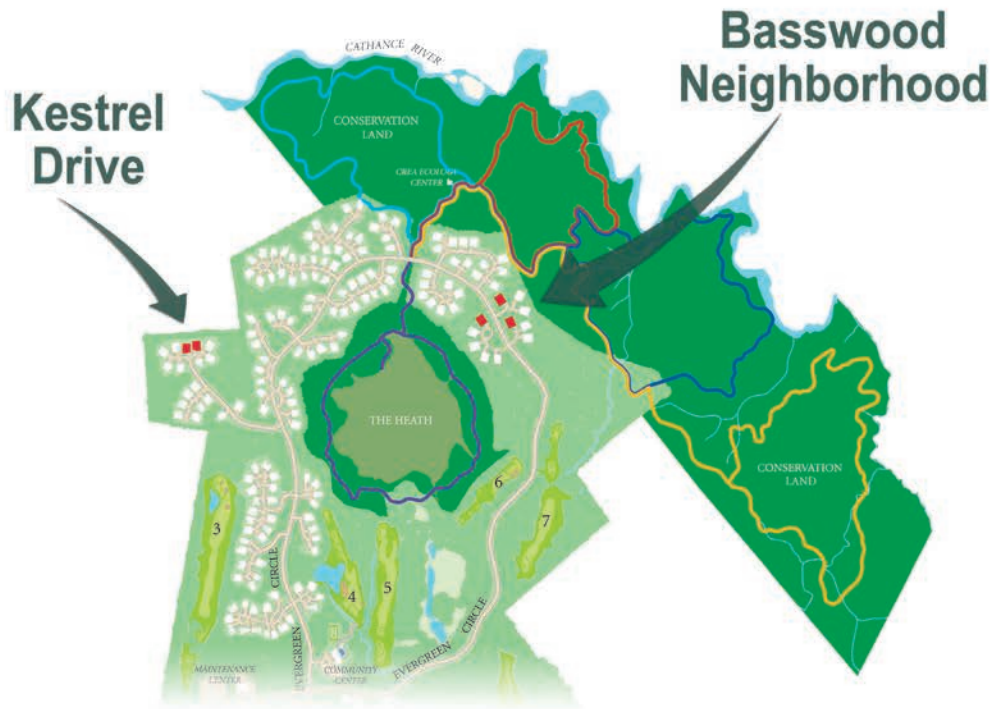 Basswood
Neighborhood
Kestrel
Drive
CATHANCE RIVER
CONSERVATION
LAND
CREA ECOLOGY
CENTER
THE HEATH
CONSERVATION
LAND
3
4
5
6
7
EVERGREEN CIRCLE
EVERGREEN CIRCLE
MAINTENANCE
CENTER
COMMUNITY
CENTER